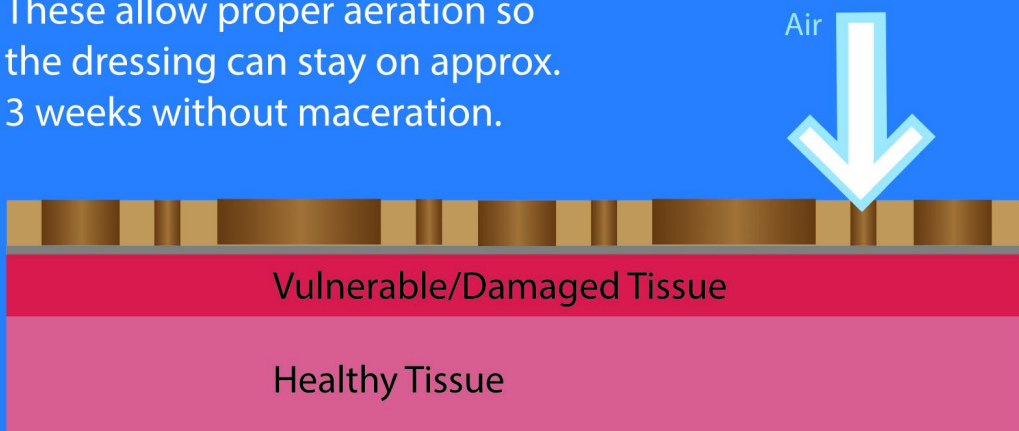 These allow proper aeration so
Air
the dressing can stay on approx.
3 weeks without maceration.
Vulnerable/Damaged Tissue
Healthy Tissue